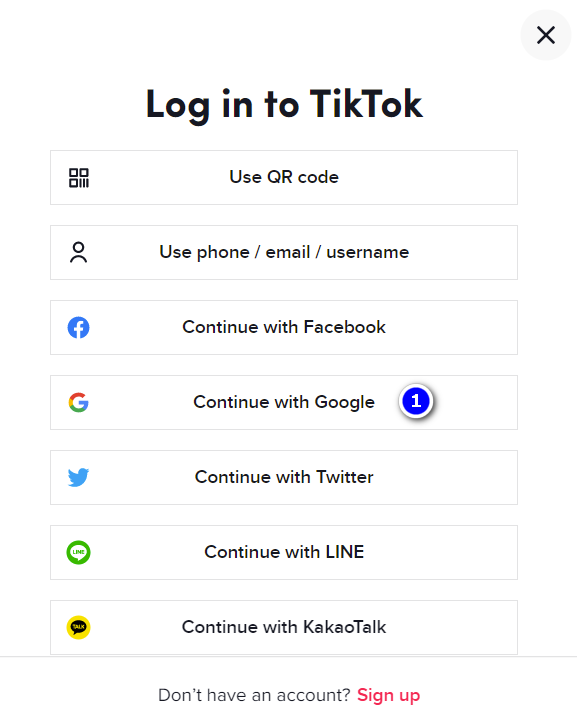 Log in to TikTok
Use QR code
Use phone / email / username
Continue with Facebook
Continue with Google 1
Continue with Twitter
LINE Continue with LINE
TALK Continue with KakaoTalk
Don't have an account? Sign up